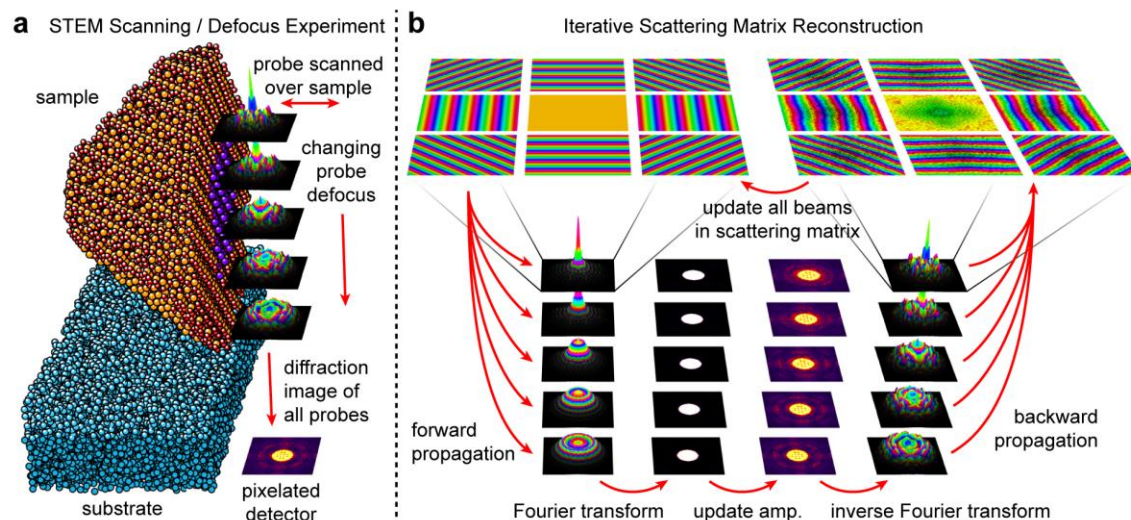 a STEM Scanning / Defocus Experiment
sample
probe scanned
over sample
changing
probe
defocus
diffraction
image of
all probes
pixelated
detector
substrate
b Iterative Scattering Matrix Reconstruction
update all beams
in scattering matrix
forward
propagation
backward
propagation
Fourier transform
update amp.
inverse Fourier transform